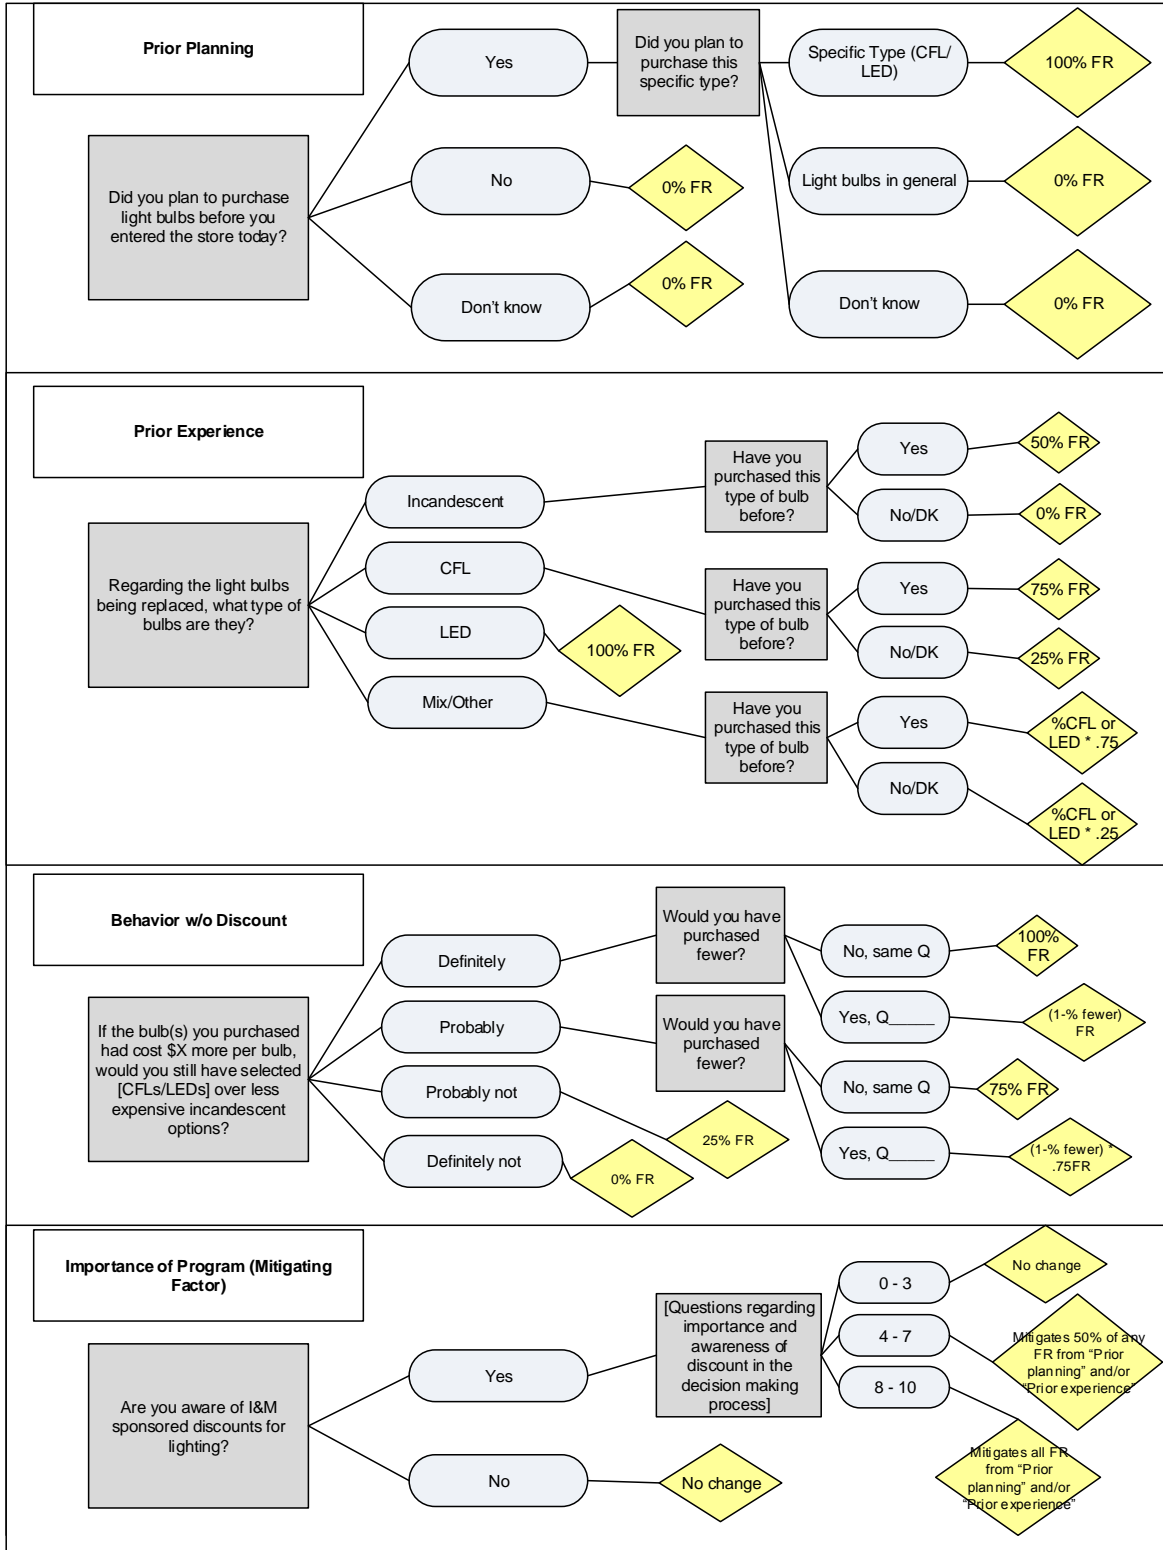 Prior Planning
Did you plan to purchase
light bulbs before you
entered the store today?
Yes
No
Don't know
0% FR
0% FR
Did you plan to
purchase this
specific type?
Specific Type (CFL/
LED)
Light bulbs in general
Don't know
100% FR
0% FR
0% FR
Prior Experience
Regarding the light bulbs
being replaced, what type of
bulbs are they?
Incandescent
CFL
LED
Mix/Other
100% FR
Have you
purchased this
type of bulb
before?
Yes
No/DK
50% FR
0% FR
Have you
purchased this
type of bulb
before?
Yes
No/DK
75% FR
25% FR
Have you
purchased this
type of bulb
before?
Yes
No/DK
%CFL or
LED * .75
%CFL or
LED * .25
Behavior w/o Discount
If the bulb(s) you purchased
had cost $X more per bulb,
would you still have selected
[CFLs/LEDs] over less
expensive incandescent
options?
Definitely
Probably
Probably not
Definitely not
25% FR
0% FR
Would you have
purchased
fewer?
No, same Q
Yes, Q_____
100%
FR
(1-% fewer)
FR
Would you have
purchased
fewer?
No, same Q
Yes, Q_____
75% FR
(1-% fewer) *
.75FR
Importance of Program (Mitigating
Factor)
Are you aware of I&M
sponsored discounts for
lighting?
Yes
No
No change
[Questions regarding
importance and
awareness of
discount in the
decision making
process]
0 - 3
4 - 7
8 - 10
No change
Mitigates 50% of any
FR from “Prior
planning” and/or
“Prior experience”
Mitigates all FR
from “Prior
planning” and/or
“Prior experience”